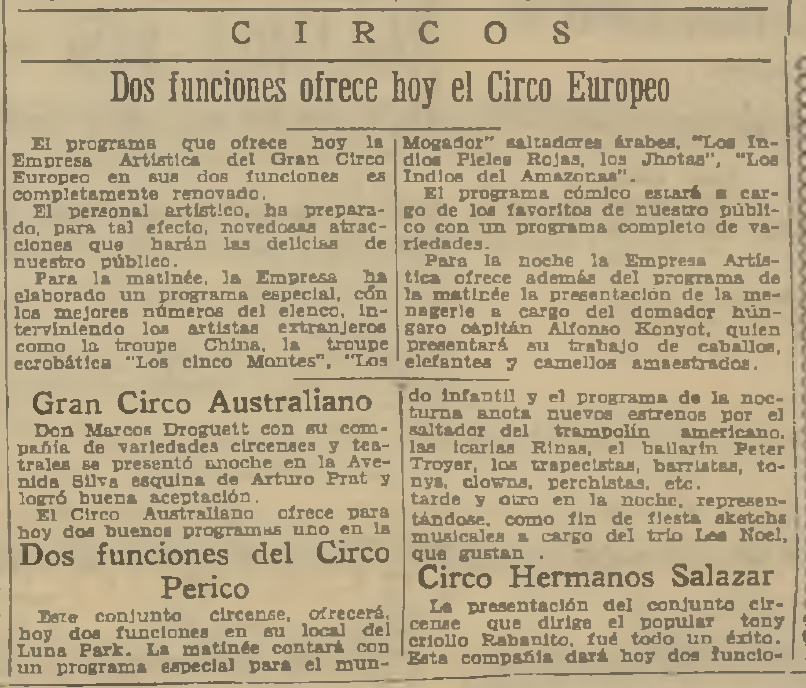 CIRCOS
Dos funciones ofrece hoy el Circo Europeo
El programa que ofrece hoy la
Empresa Artística del Gran Circo
Europeo en sus dos funciones es
completamente renovado.
El personal artístico, ha prepara-
do, para tal efecto, novedosas atrac-
ciones que harán las delicias de
nuestro público.
Para la matinée, la Empresa ha
elaborado un programa especial, con
los mejores números del elenco, in-
terviniendo los artistas extranjeros
como la troupe China, la troupe
ecrobática "Los cinco Montes", "Los
Mogador" saltadores árabes, "Los In-
dios Pieles Rojas, los Jhotas", "Los
Indios del Amazonas".
El programa cómico estará a car-
go de los favoritos de nuestro públi-
co con un programa completo de va-
riedades.
Para la noche la Empresa Artís-
tica ofrece además del programa de
la matinée la presentación de la me-
nagerie a cargo del domador hún-
garo capitán Alfonso Konyot, quien
presentará su trabajo de caballos,
elefantes y camellos amaestrados.
Gran Circo Australiano
Don Marcos Droguett con su com-
pañía de variedades circenses y tea-
trales se presentó anoche en la Ave-
nida Silva esquina de Arturo Prat y
logró buena aceptación.
El Circo Australiano ofrece para
hoy dos buenos programas uno en la
Dos funciones del Circo
Perico
Este conjunto circense, ofrecerá,
hoy dos funciones en su local del
Luna Park. La matinée contará con
un programa especial para el mun-
do infantil y el programa de la noc-
turna anota nuevos estrenos por el
saltador del trampolín americano,
las icarias Rinas, el bailarín Peter
Troyer, los trapecistas, barristas, to-
nys, clowns, perchistas, etc.
tarde y otro en la noche, represen-
tándose, como fin de fiesta sketchs
musicales a cargo del trío Les Noel,
que gustan .
Circo Hermanos Salazar
La presentación del conjunto cir-
cense que dirige el popular tony
criollo Rabanito, fué todo un éxito.
Esta compañía dará hoy dos funcio-